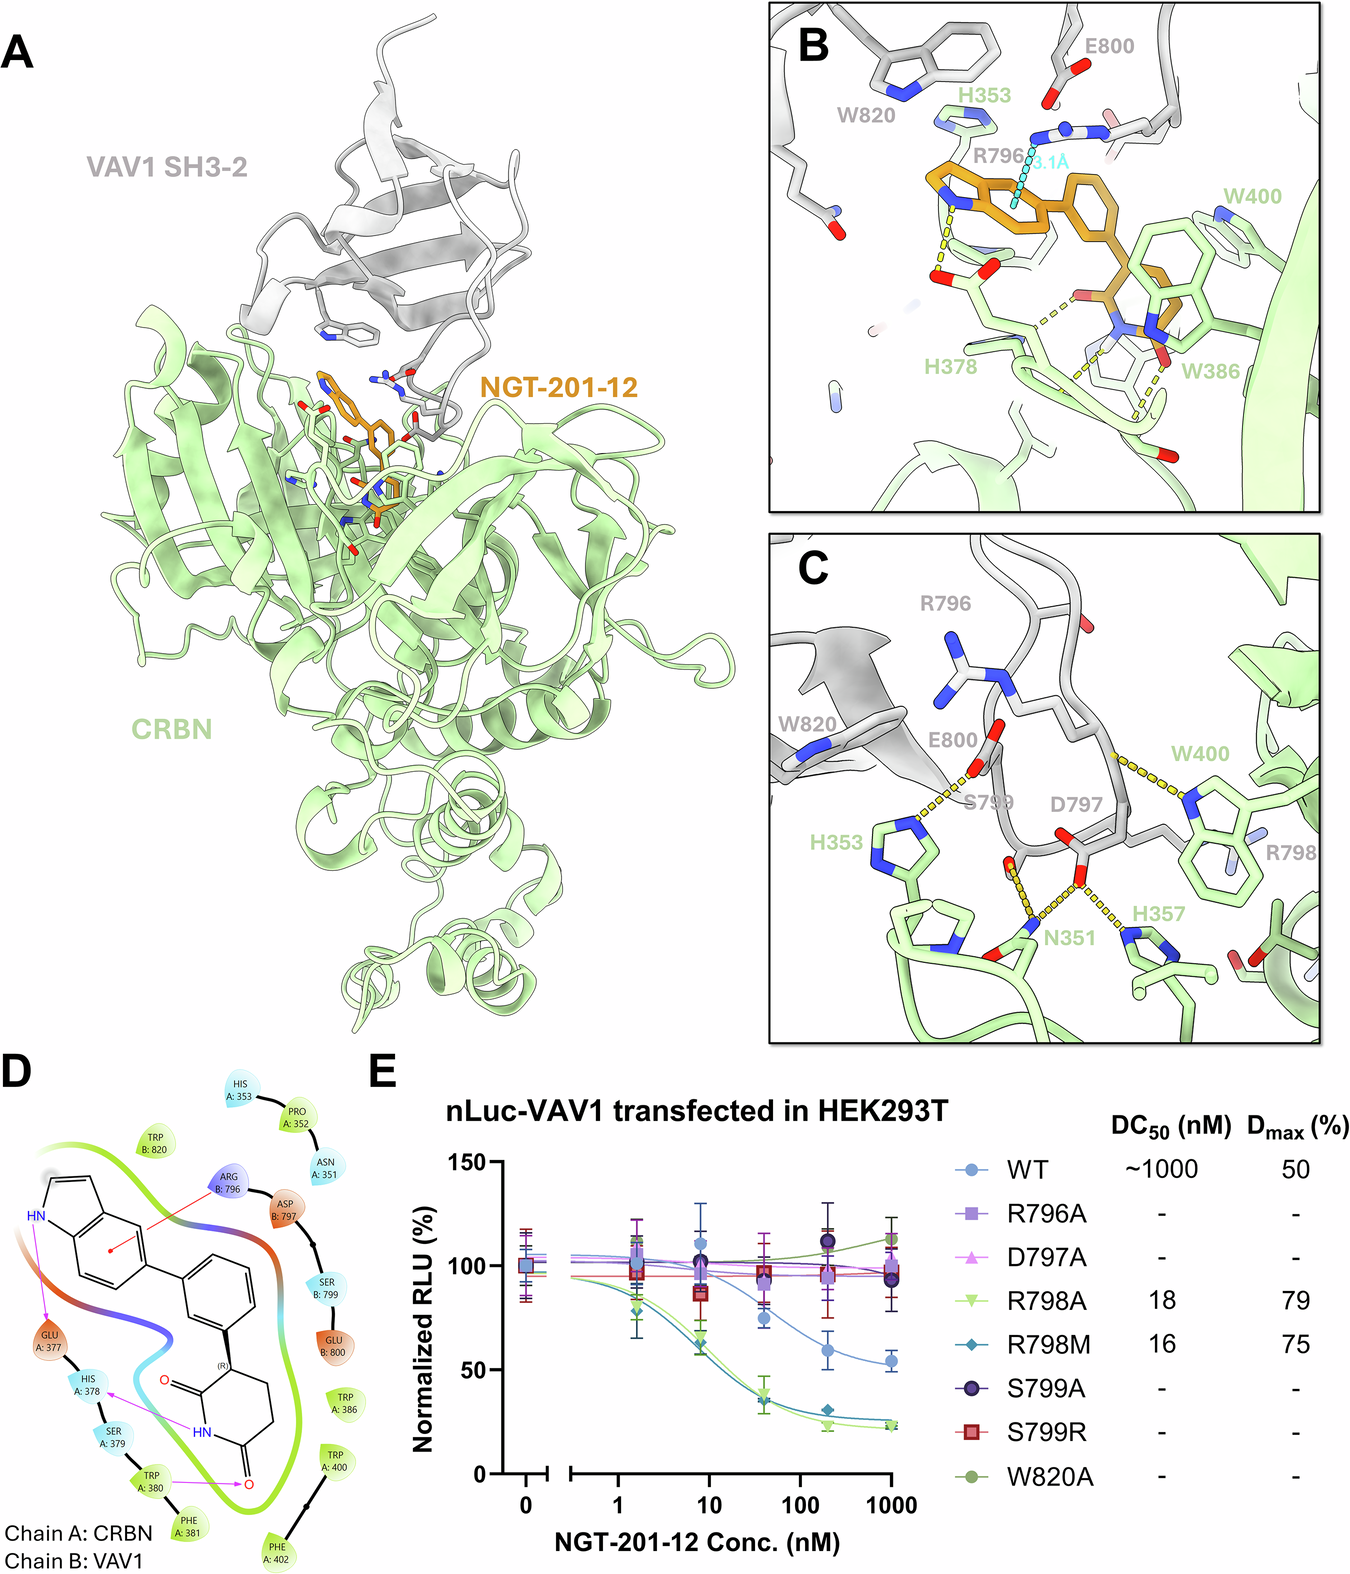 A
VAV1 SH3-2
NGT-201-12
CRBN
B
E800
H353
W820
R796
3.1Å
W400
H378
W386
C
R796
W820
E800
W400
S799
D797
H353
R798
H357
N351
D
HIS
A: 353
PRO
A: 352
TRP
B: 820
ASN
A: 351
ARG
B: 796
ASP
B: 797
HN
SER
B: 799
GLU
A: 377
GLU
B: 800
(R)
HIS
A: 378
O
TRP
A: 386
HN
SER
A: 379
TRP
A: 400
TRP
A: 380
O
PHE
A: 381
PHE
A: 402
Chain A: CRBN
Chain B: VAV1
E
nLuc-VAV1 transfected in HEK293T
DC50 (nM) Dmax (%)
WT ~1000 50
R796A - -
D797A - -
R798A 18 79
R798M 16 75
S799A - -
S799R - -
W820A - -
Normalized RLU (%)
150
100
50
0
0 1 10 100 1000
NGT-201-12 Conc. (nM)